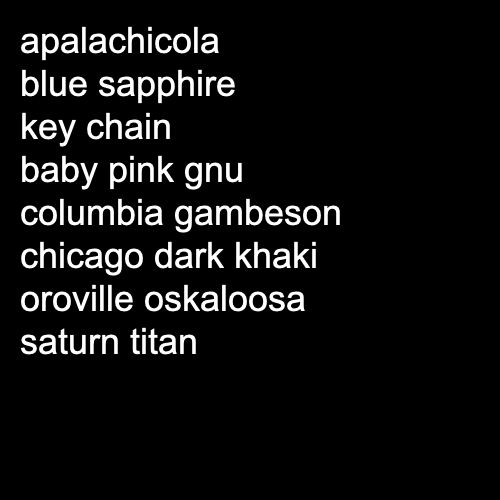 apalachicola
blue sapphire
key chain
baby pink gnu
columbia gambeson
chicago dark khaki
oroville oskaloosa
saturn titan